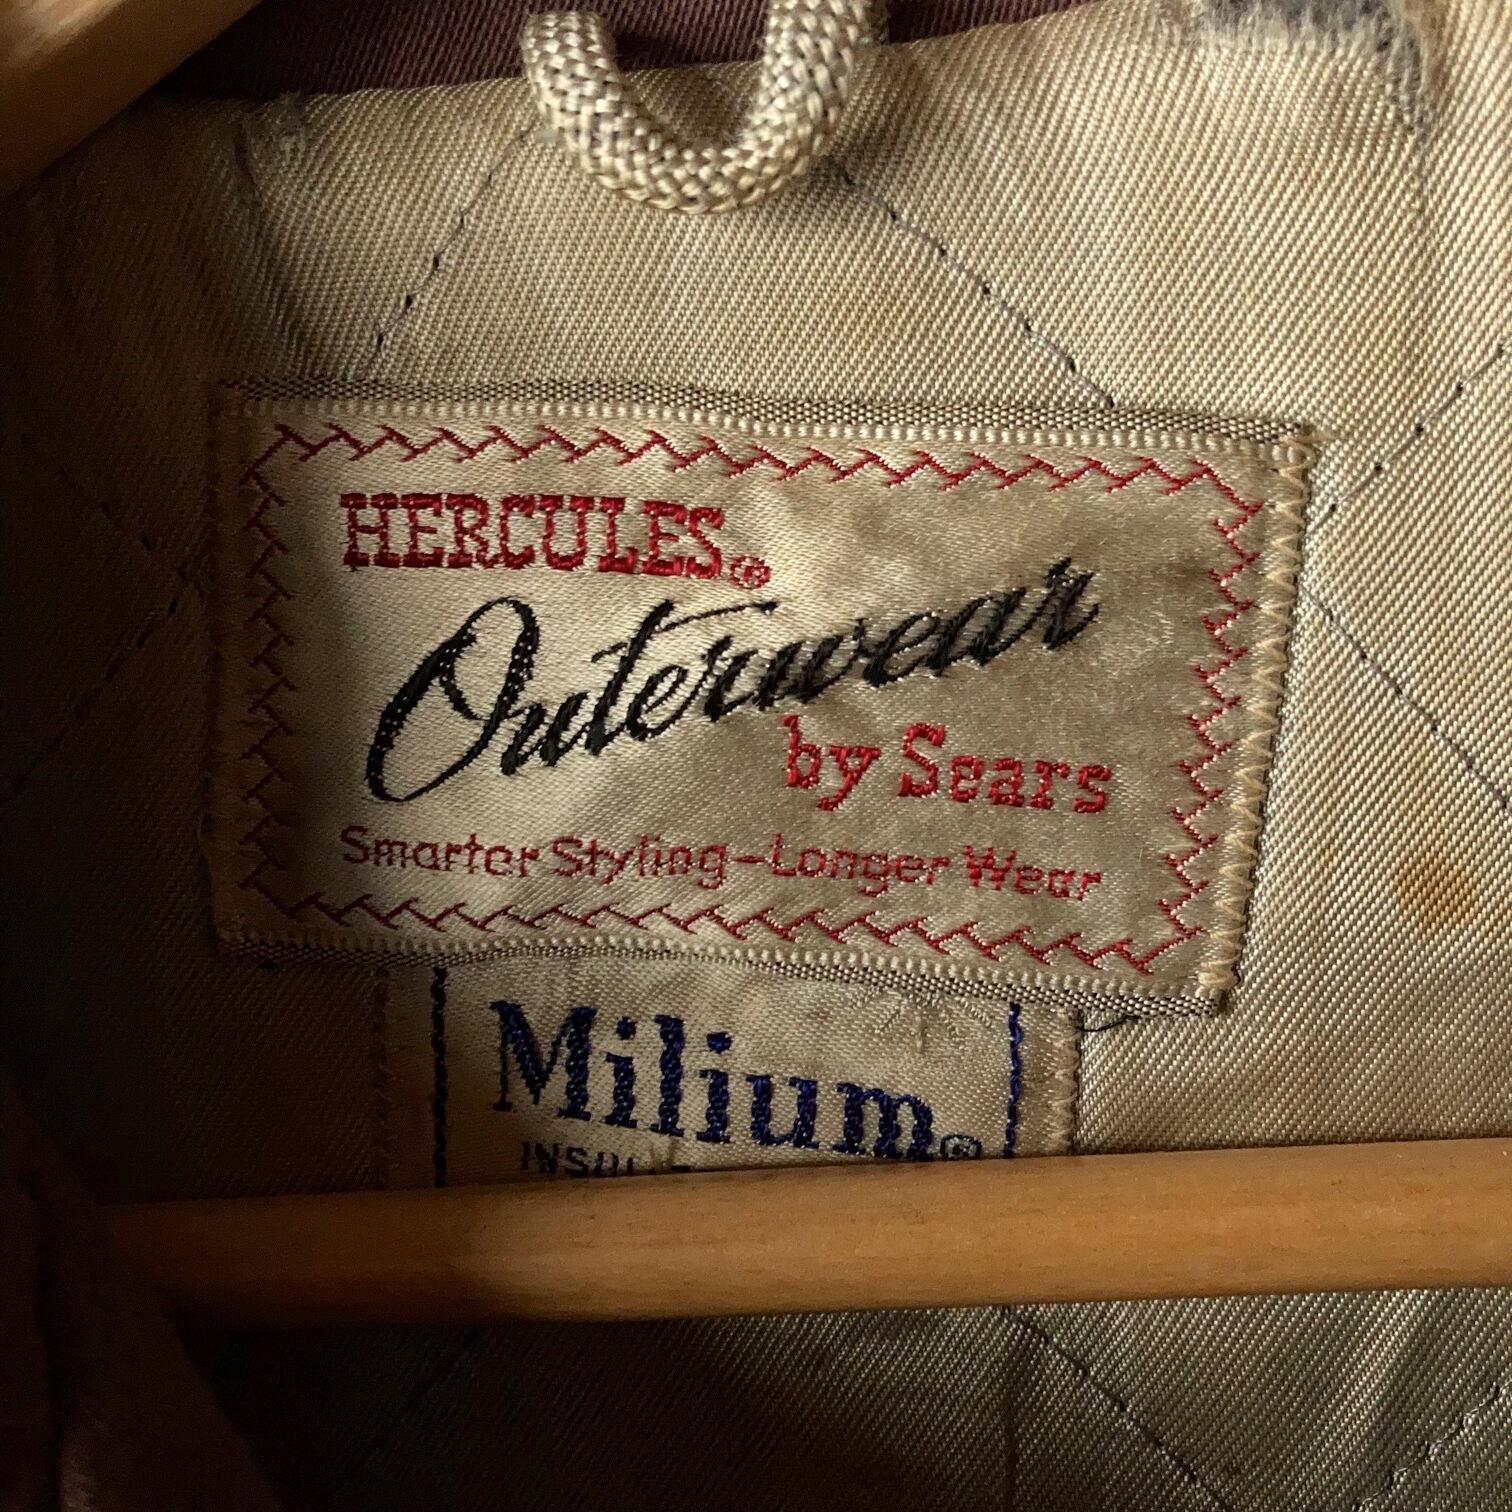 HERCULES®
Outerwear
by Sears
Smarter Styling–Longer Wear
Milium®